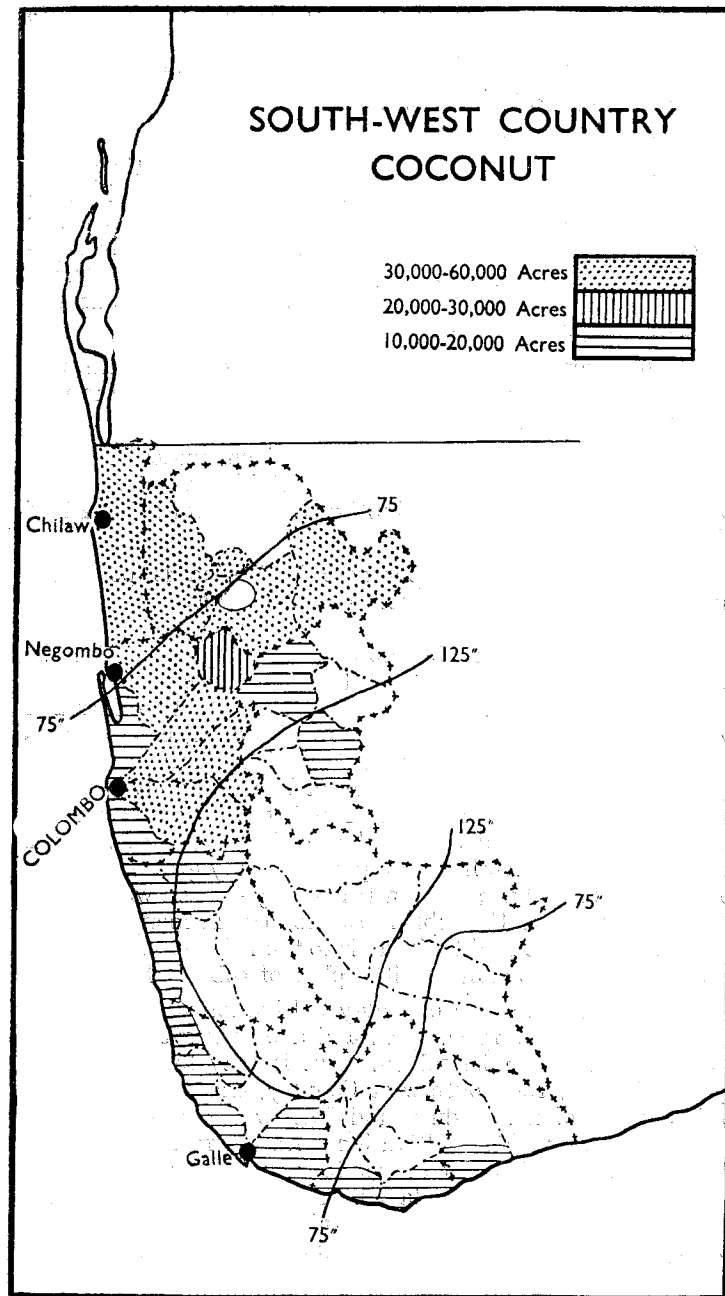 SOUTH-WEST COUNTRY
COCONUT
30,000-60,000 Acres
20,000-30,000 Acres
10,000-20,000 Acres
75
Chilaw
Negombo
125"
75"
COLOMBO
125"
75"
Galle
75"